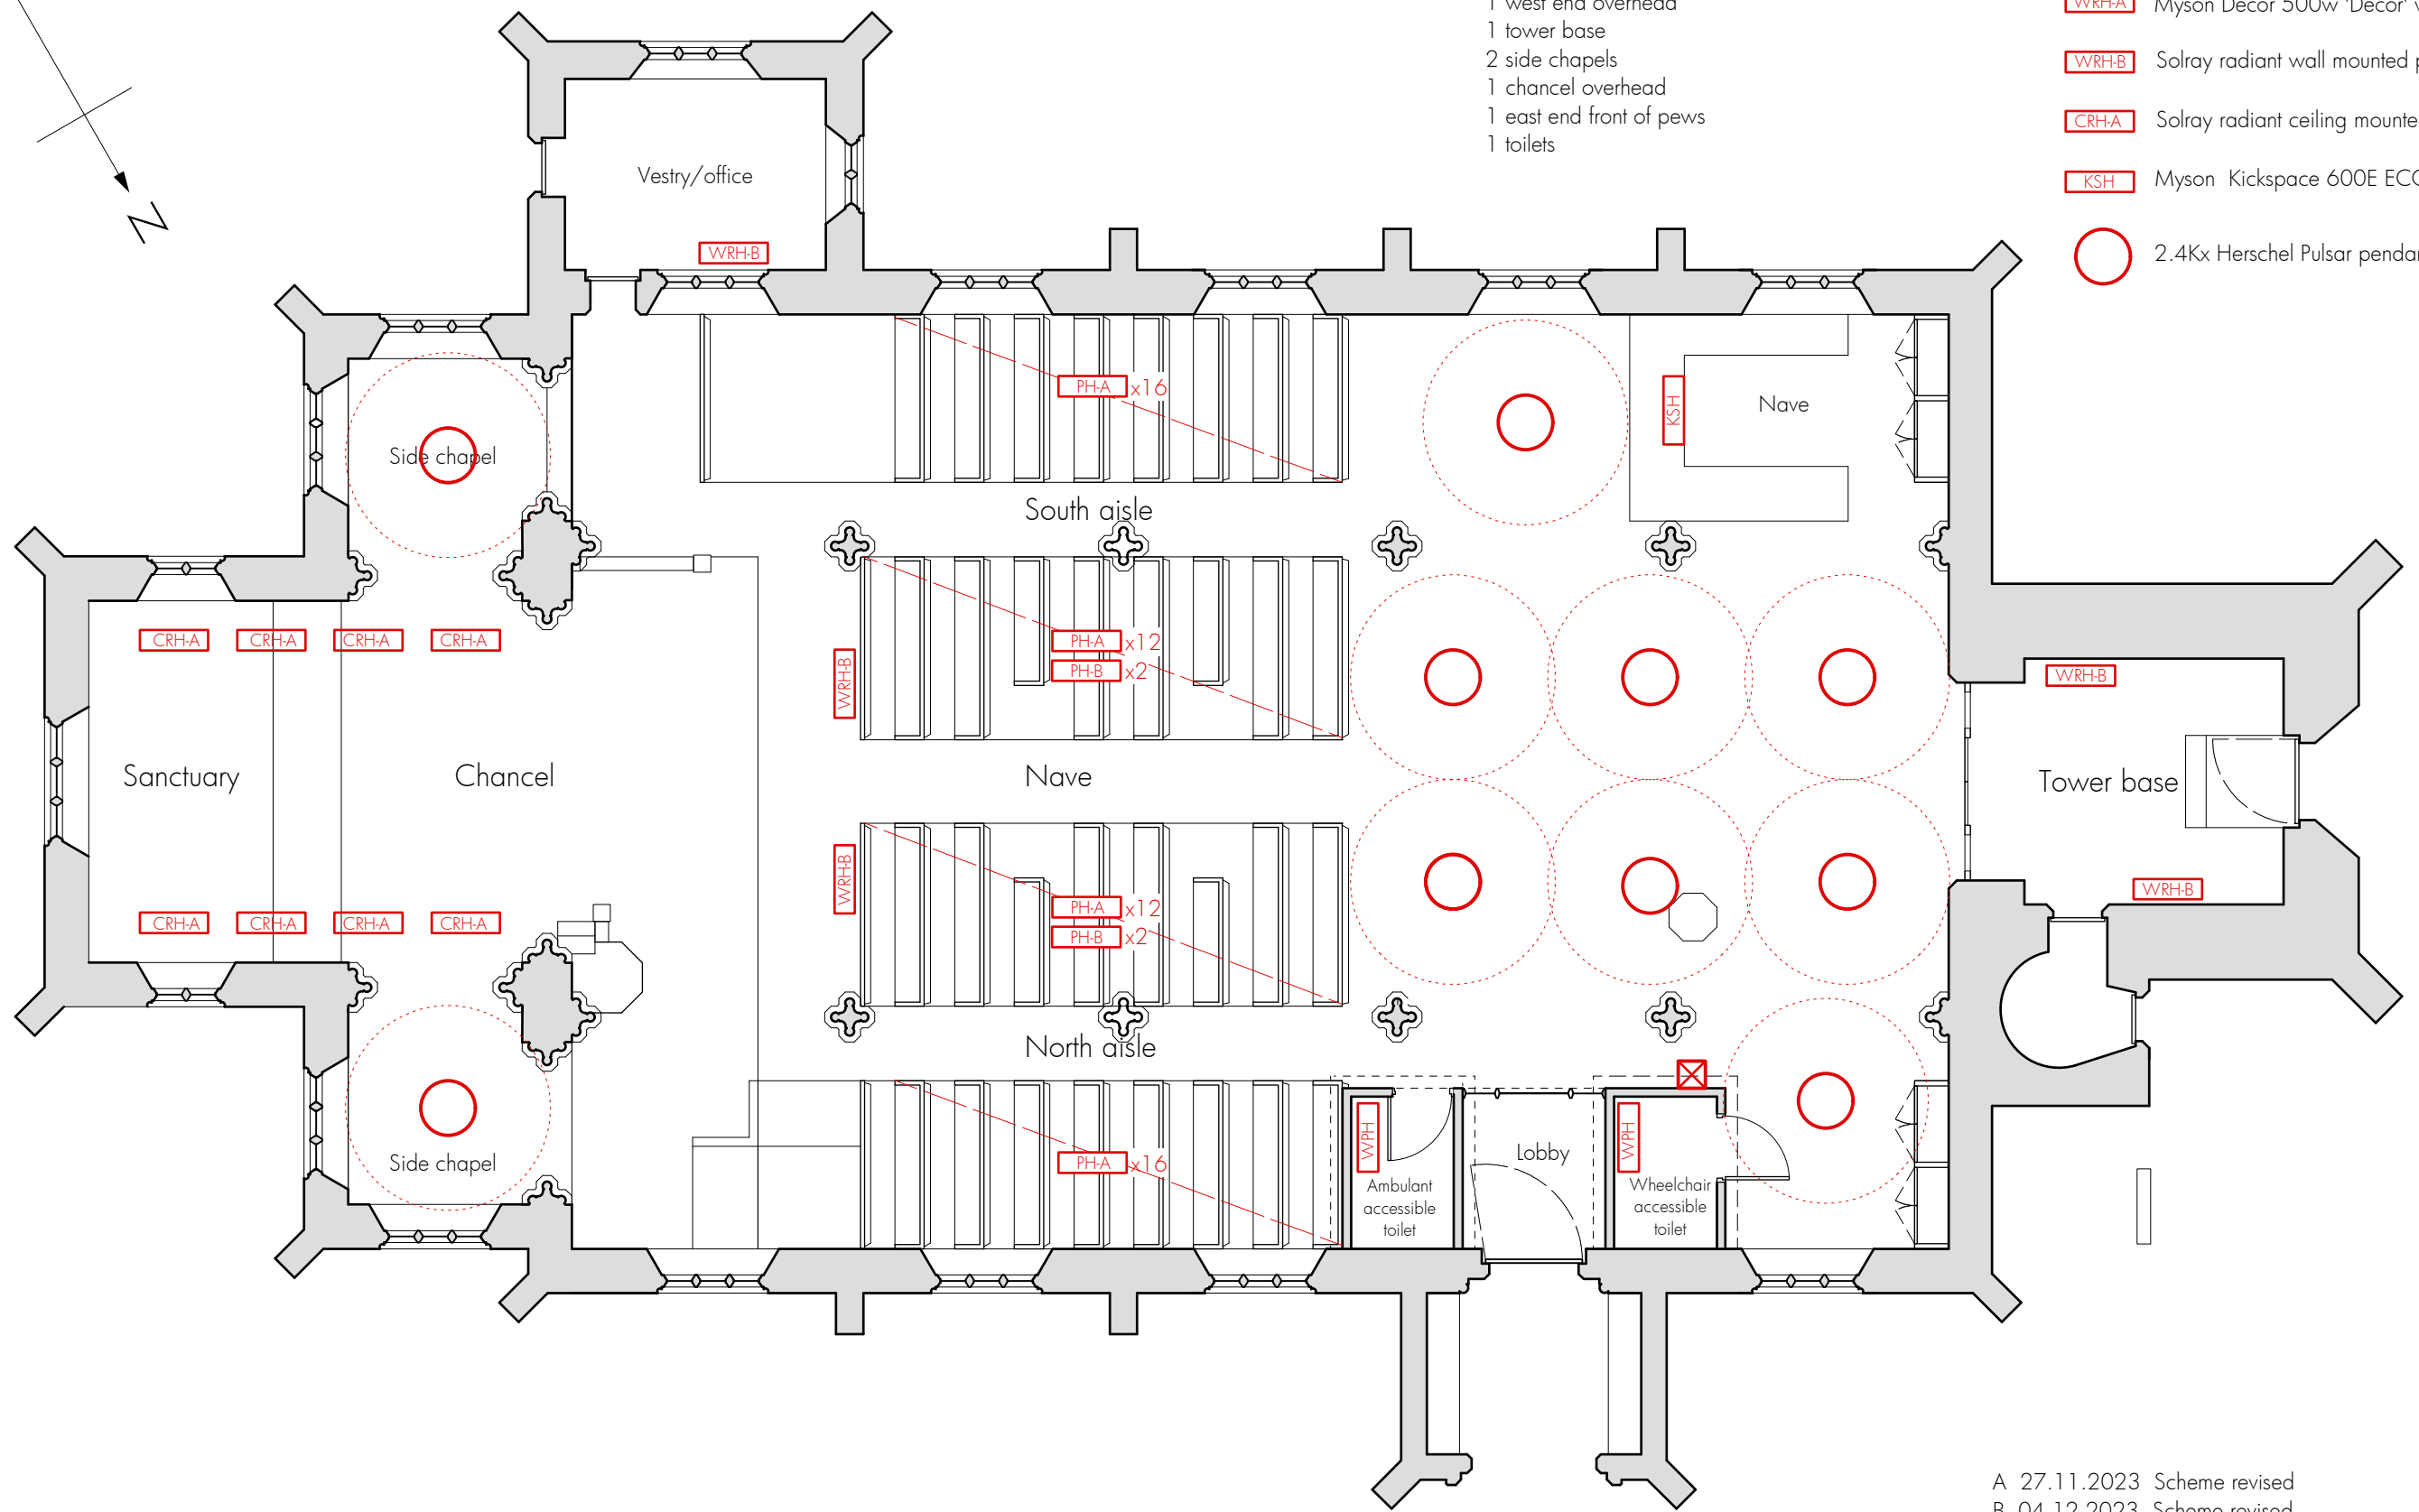 1 west end overhead
1 tower base
2 side chapels
1 chancel overhead
1 east end front of pews
1 toilets
WRH-A Myson Decor 500w 'Decor'
WRH-B Solray radiant wall mounted
CRH-A Solray radiant ceiling mounte
KSH Myson Kickspace 600E ECO
2.4Kx Herschel Pulsar pendan
N
Vestry/office
WRH-B
PH-A x16
KSH
Nave
Side chapel
South aisle
CRH-A CRH-A CRH-A CRH-A
WRH-B
PH-A x12
PH-B x2
WRH-B
Sanctuary
Chancel
Nave
Tower base
WRH-B
PH-A x12
PH-B x2
WRH-B
CRH-A CRH-A CRH-A CRH-A
North aisle
Side chapel
PH-A x16
WPH
Ambulant
accessible
toilet
Lobby
WPH
Wheelchair
accessible
toilet
A 27.11.2023 Scheme revised
B 04.12.2023 Scheme revised